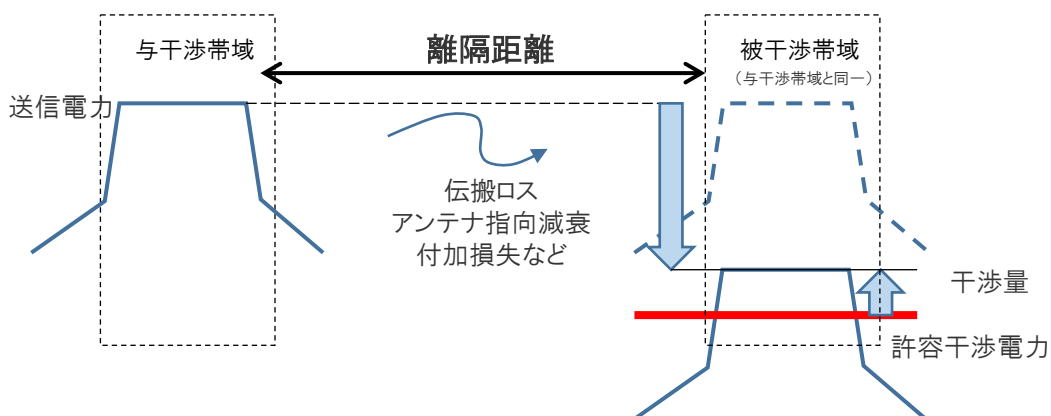 与干渉帯域
離隔距離
被干渉帯域
（与干渉帯域と同一）
送信電力
伝搬ロス
アンテナ指向減衰
付加損失など
干渉量
許容干渉電力